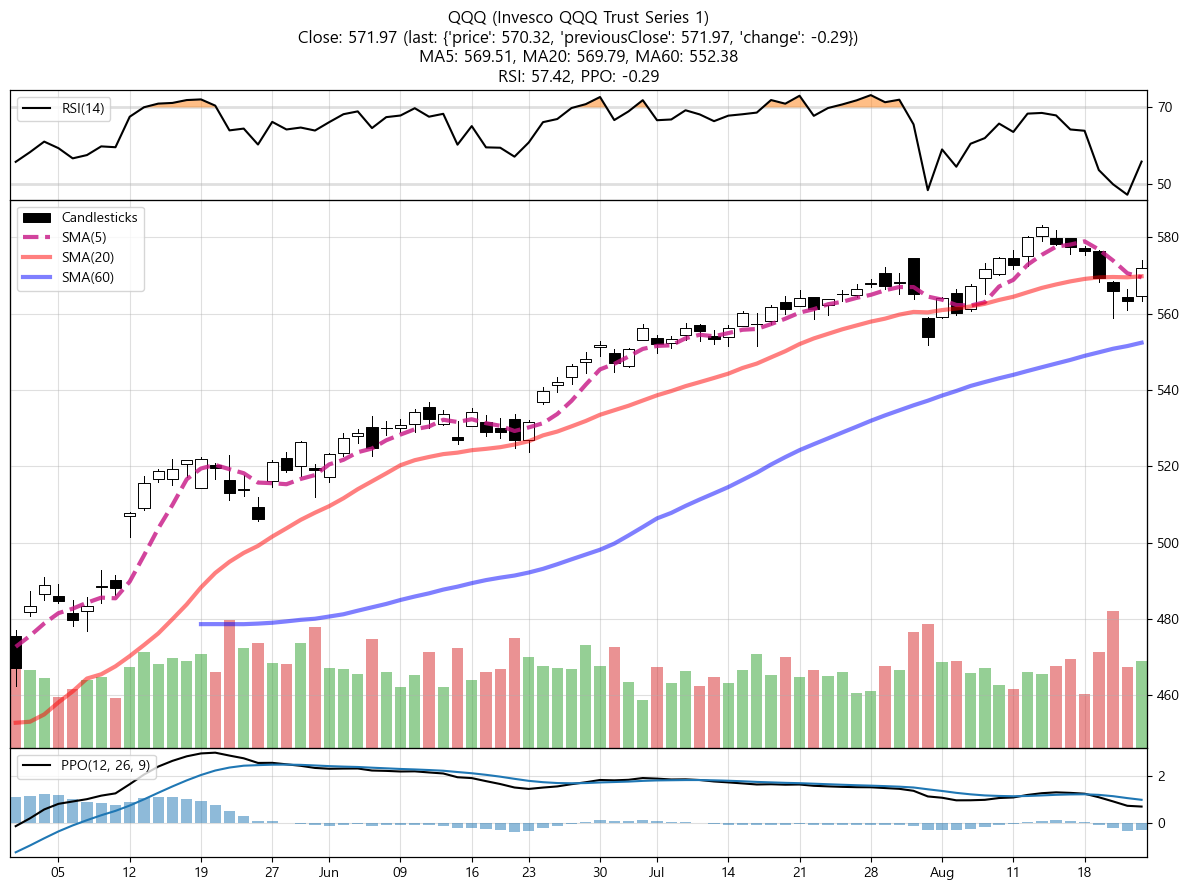 QQQ (Invesco QQQ Trust Series 1)
Close: 571.97 (last: {'price': 570.32, 'previousClose': 571.97, 'change': -0.29})
MA5: 569.51, MA20: 569.79, MA60: 552.38
RSI: 57.42, PPO: -0.29
RSI(14)
70
50
Candlesticks
SMA(5)
SMA(20)
SMA(60)
580
560
540
520
500
480
460
PPO(12, 26, 9)
2
0
05 12 19 27 Jun 09 16 23 30 Jul 14 21 28 Aug 11 18